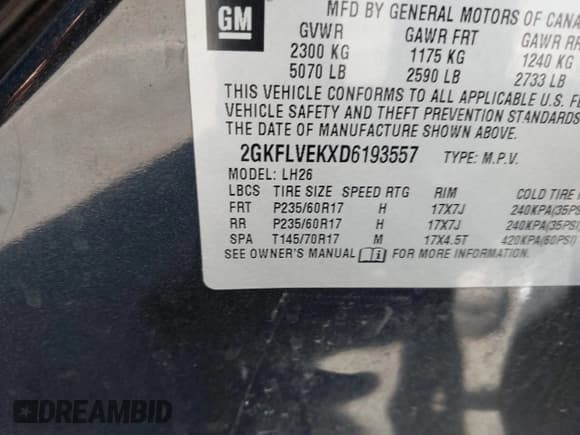 GM
MFD BY GENERAL MOTORS OF CANA
GVWR GAWR FRT GAWR RR
2300 KG 1175 KG 1240 KG
5070 LB 2590 LB 2733 LB
THIS VEHICLE CONFORMS TO ALL APPLICABLE U.S. F
VEHICLE SAFETY AND THEFT PREVENTION STANDARD
THE DATE OF MANUFACTURE SHOWN ABOVE.
2GKFLVEKXD6193557 TYPE: M.P.V.
MODEL: LH26
LBCS TIRE SIZE SPEED RTG RIM COLD TIRE
FRT P235/60R17 H 17X7J 240KPA(35PS
RR P235/60R17 H 17X7J 240KPA(35PSI)
SPA T145/70R17 M 17X4.5T 420KPA(60PSI)
SEE OWNER'S MANUAL i FOR MORE INFORMATION.
DREAMBID